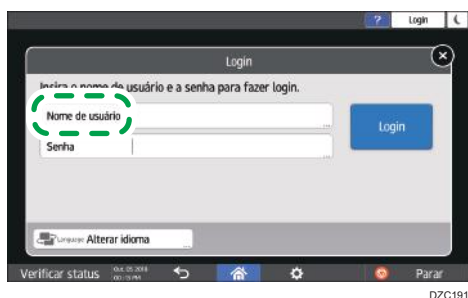 ? Login
Login
Insira o nome de usuário e a senha para fazer login.
Nome de usuário
Login
Senha
Language Alterar idioma
Verificar status
Parar
DZC191